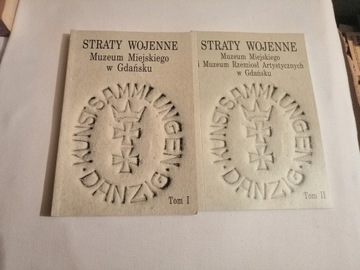 STRATY WOJENNE
Muzeum Miejskiego
w Gdańsku
KUNSTSAMMLUNGEN · DANZIG ·
Tom I
STRATY WOJENNE
Muzeum Miejskiego
i Muzeum Rzemiosł Artystycznych
w Gdańsku
KUNSTSAMMLUNGEN · DANZIG ·
Tom II